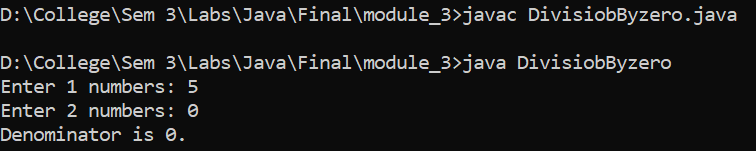 D:\College\Sem 3\Labs\Java\Final\module_3>javac DivisiobByzero.java
D:\College\Sem 3\Labs\Java\Final\module_3>java DivisiobByzero
Enter 1 numbers: 5
Enter 2 numbers: 0
Denominator is 0.